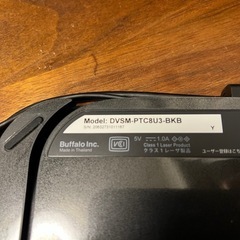 Model: DVSM-PTC8U3-BKB
Y
Buffalo Inc.
Made in Thailand
5V ⎓ 1.0A
Class 1 Laser Product
クラス1レーザ製品
ユーザー登録はこち